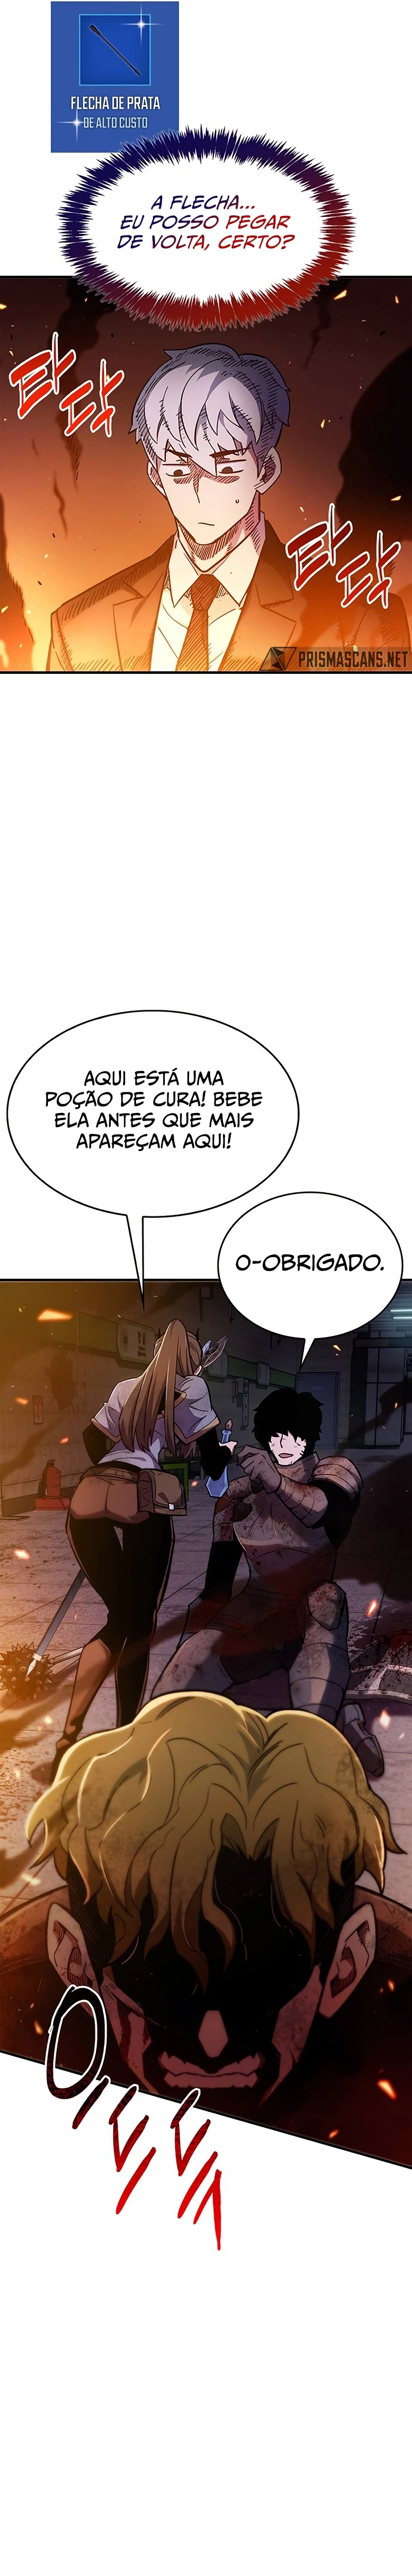 FLECHA DE PRATA
DE ALTO CUSTO
A FLECHA...
EU POSSO PEGAR
DE VOLTA, CERTO?
타닥
타닥
PRISMASCANS.NET
AQUI ESTÁ UMA
POÇÃO DE CURA! BEBE
ELA ANTES QUE MAIS
APAREÇAM AQUI!
O-OBRIGADO.